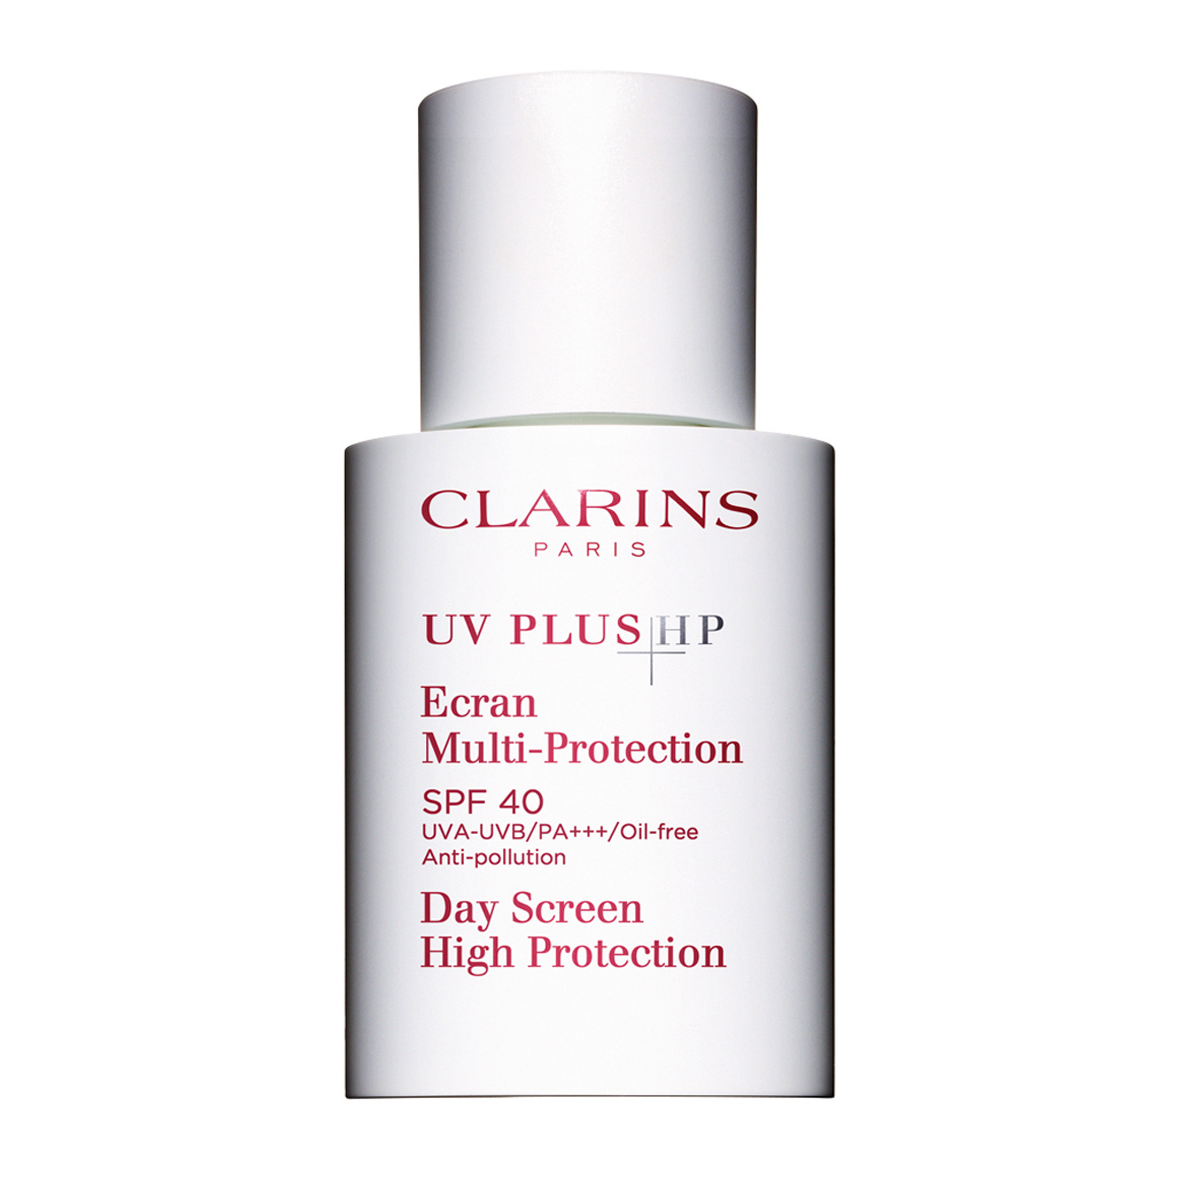 CLARINS
PARIS
UV PLUS HP
Ecran
Multi-Protection
SPF 40
UVA-UVB/PA+++/Oil-free
Anti-pollution
Day Screen
High Protection